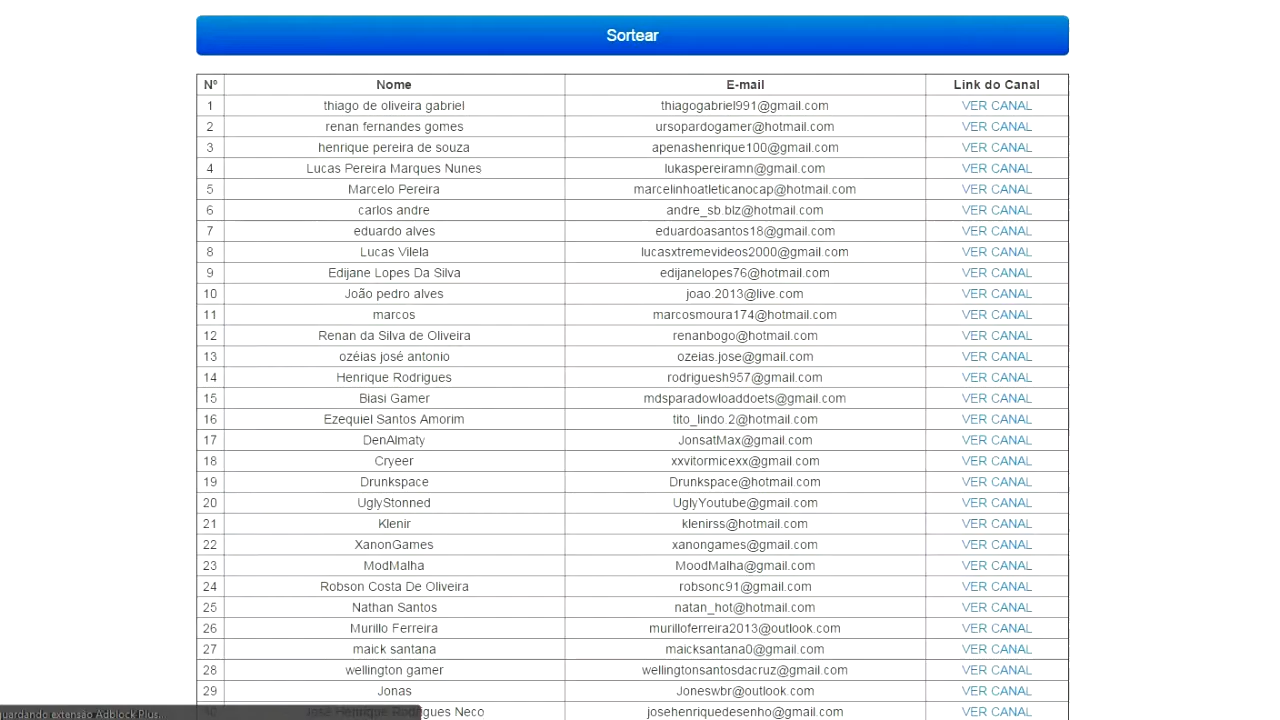 Sortear
Nº Nome E-mail Link do Canal
1 thiago de oliveira gabriel thiagogabriel991@gmail.com VER CANAL
2 renan fernandes gomes ursopardogamer@hotmail.com VER CANAL
3 henrique pereira de souza apenashenrique100@gmail.com VER CANAL
4 Lucas Pereira Marques Nunes lukaspereiramn@gmail.com VER CANAL
5 Marcelo Pereira marcelinhoatleticanocap@hotmail.com VER CANAL
6 carlos andre andre_sb.blz@hotmail.com VER CANAL
7 eduardo alves eduardoasantos18@gmail.com VER CANAL
8 Lucas Vilela lucasxtremevideos2000@gmail.com VER CANAL
9 Edijane Lopes Da Silva edijanelopes76@hotmail.com VER CANAL
10 João pedro alves joao.2013@live.com VER CANAL
11 marcos marcosmoura174@hotmail.com VER CANAL
12 Renan da Silva de Oliveira renanbogo@hotmail.com VER CANAL
13 ozéias josé antonio ozeias.jose@gmail.com VER CANAL
14 Henrique Rodrigues rodriguesh957@gmail.com VER CANAL
15 Biasi Gamer mdsparadowloaddoets@gmail.com VER CANAL
16 Ezequiel Santos Amorim tito_lindo.2@hotmail.com VER CANAL
17 DenAlmaty JonsatMax@gmail.com VER CANAL
18 Cryeer xxvitormicexx@gmail.com VER CANAL
19 Drunkspace Drunkspace@hotmail.com VER CANAL
20 UglyStonned UglyYoutube@gmail.com VER CANAL
21 Klenir klenirss@hotmail.com VER CANAL
22 XanonGames xanongames@gmail.com VER CANAL
23 ModMalha MoodMalha@gmail.com VER CANAL
24 Robson Costa De Oliveira robsonc91@gmail.com VER CANAL
25 Nathan Santos natan_hot@hotmail.com VER CANAL
26 Murillo Ferreira murilloferreira2013@outlook.com VER CANAL
27 maick santana maicksantana0@gmail.com VER CANAL
28 wellington gamer wellingtonsantosdacruz@gmail.com VER CANAL
29 Jonas Joneswbr@outlook.com VER CANAL
30 José Henrique Rodrigues Neco josehenriquedesenho@gmail.com VER CANAL
guardando extensão Adblock Plus...